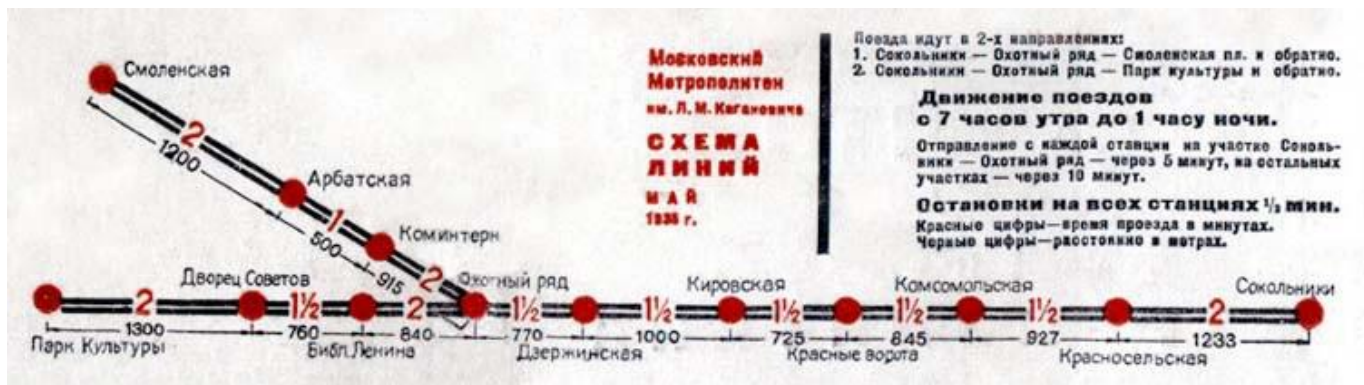 Смоленская
2
1200
Арбатская
1
500
Коминтерн
2
915
Московский
Метрополитен
им. Л. М. Кагановича
СХЕМА
ЛИНИЙ
МАЙ
1935 г.
Поезда идут в 2-х направлениях:
1. Сокольники — Охотный ряд — Смоленская пл. и обратно.
2. Сокольники — Охотный ряд — Парк культуры и обратно.
Движение поездов
с 7 часов утра до 1 часу ночи.
Отправление с каждой станции на участке Соколь-
ники — Охотный ряд — через 5 минут, на остальных
участках — через 10 минут.
Остановки на всех станциях ½ мин.
Красные цифры—время проезда в минутах.
Черные цифры—расстояние в метрах.
Дворец Советов Охотный ряд Кировская Комсомольская Сокольники
2 1½ 2 1½ 1½ 1½ 1½ 1½ 2
1300 760 840 770 1000 725 845 927 1233
Парк Культуры Библ. Ленина Дзержинская Красные ворота Красносельская